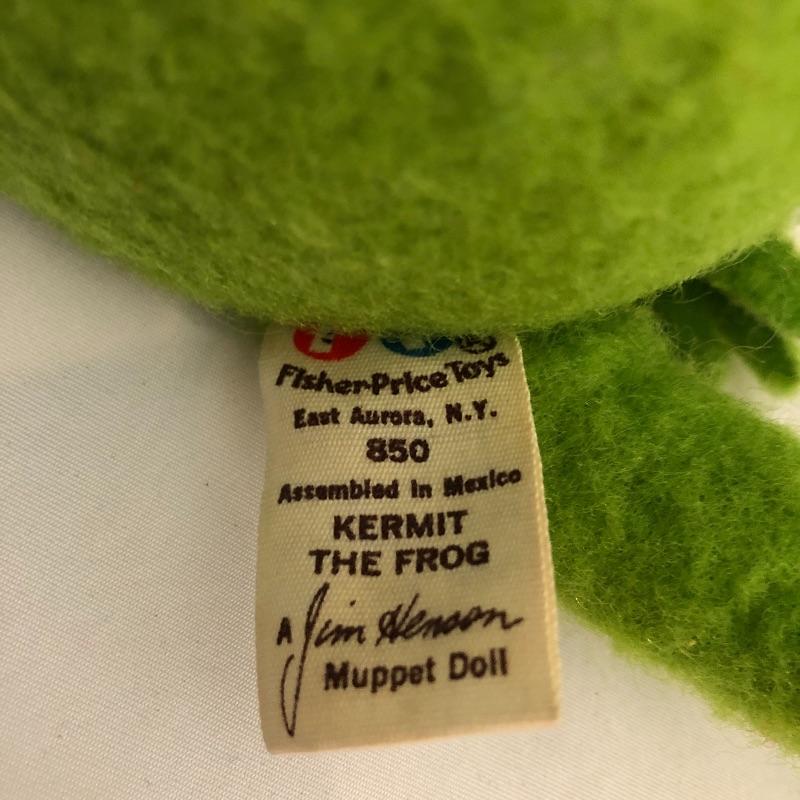 Fisher-Price Toys
East Aurora, N.Y.
850
Assembled in Mexico
KERMIT
THE FROG
A Jim Henson
Muppet Doll